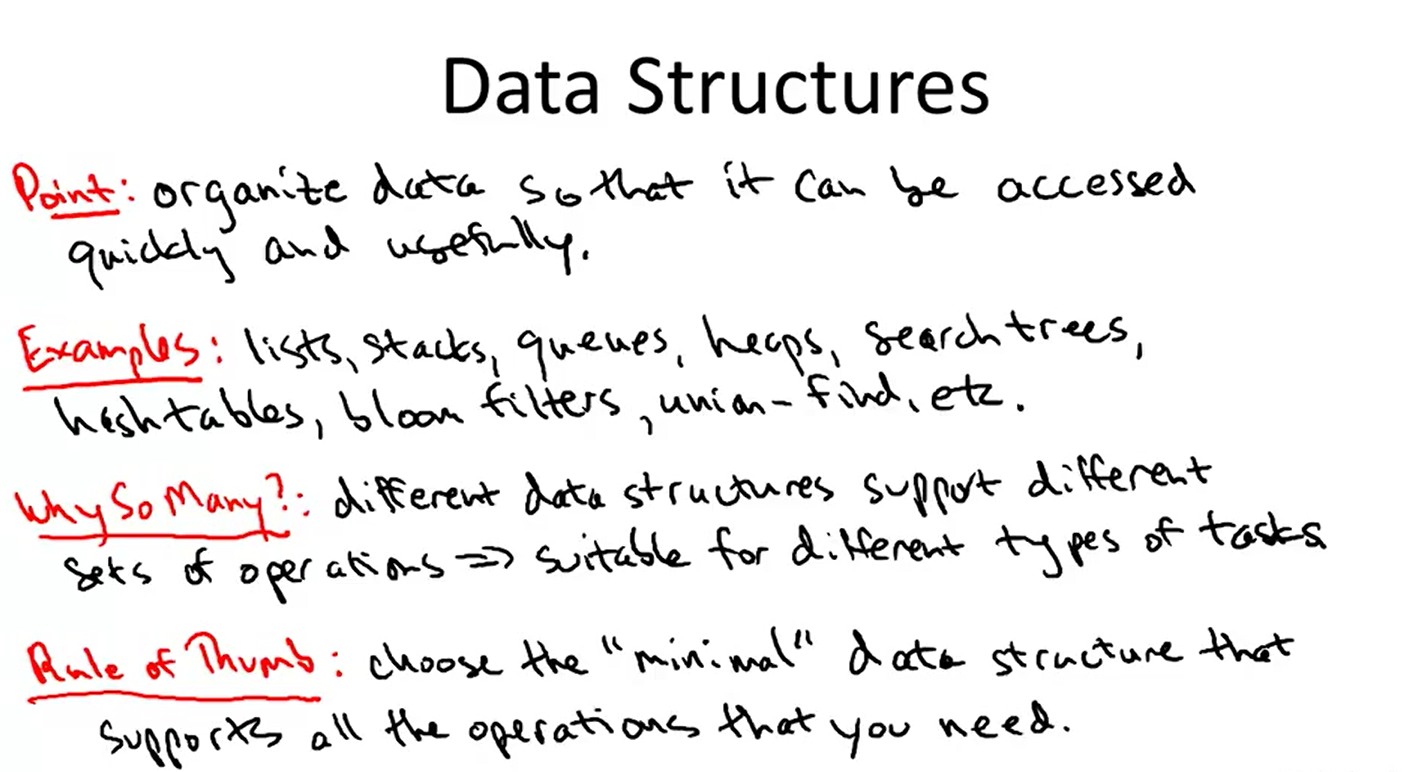 Data Structures
Point: organize data so that it can be accessed
quickly and usefully.
Examples: lists, stacks, queues, heaps, search trees,
hashtables, bloom filters, union-find, etc.
Why So Many?: different data structures support different
sets of operations => suitable for different types of tasks
Rule of Thumb: choose the "minimal" data structure that
supports all the operations that you need.